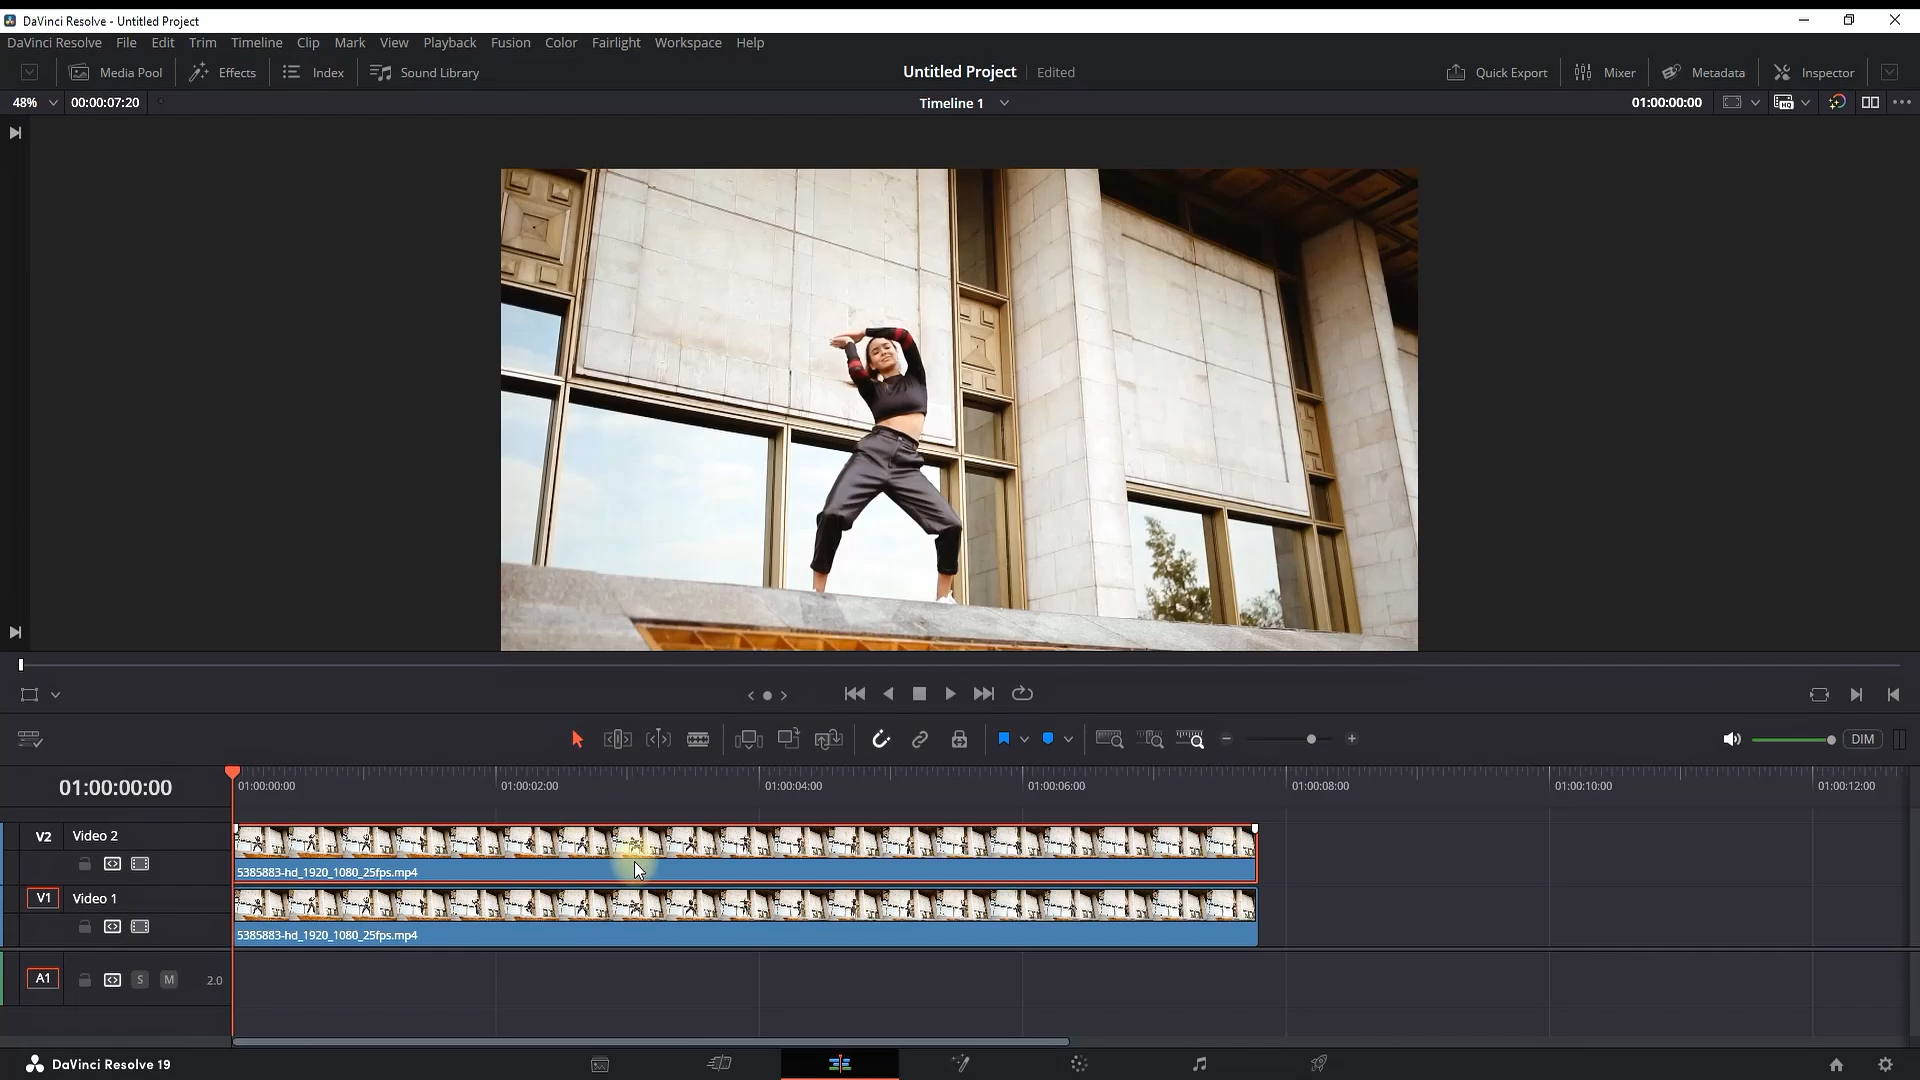 DaVinci Resolve - Untitled Project
DaVinci Resolve File Edit Trim Timeline Clip Mark View Playback Fusion Color Fairlight Workspace Help
Media Pool Effects Index Sound Library Untitled Project Edited Quick Export Mixer Metadata Inspector
48% 00:00:07:20 Timeline 1 01:00:00:00 HQ
DIM
01:00:00:00 01:00:00:00 01:00:02:00 01:00:04:00 01:00:06:00 01:00:08:00 01:00:10:00 01:00:12:00
V2 Video 2
5385883-hd_1920_1080_25fps.mp4
V1 Video 1
5385883-hd_1920_1080_25fps.mp4
A1 S M 2.0
DaVinci Resolve 19